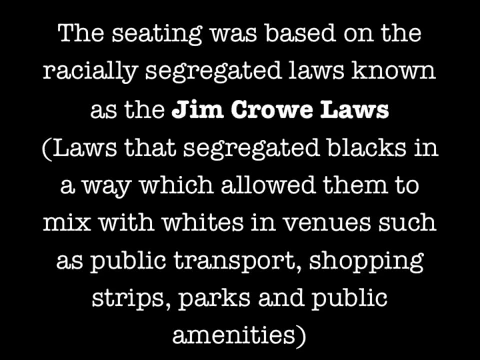 The seating was based on the
racially segregated laws known
as the Jim Crowe Laws
(Laws that segregated blacks in
a way which allowed them to
mix with whites in venues such
as public transport, shopping
strips, parks and public
amenities)